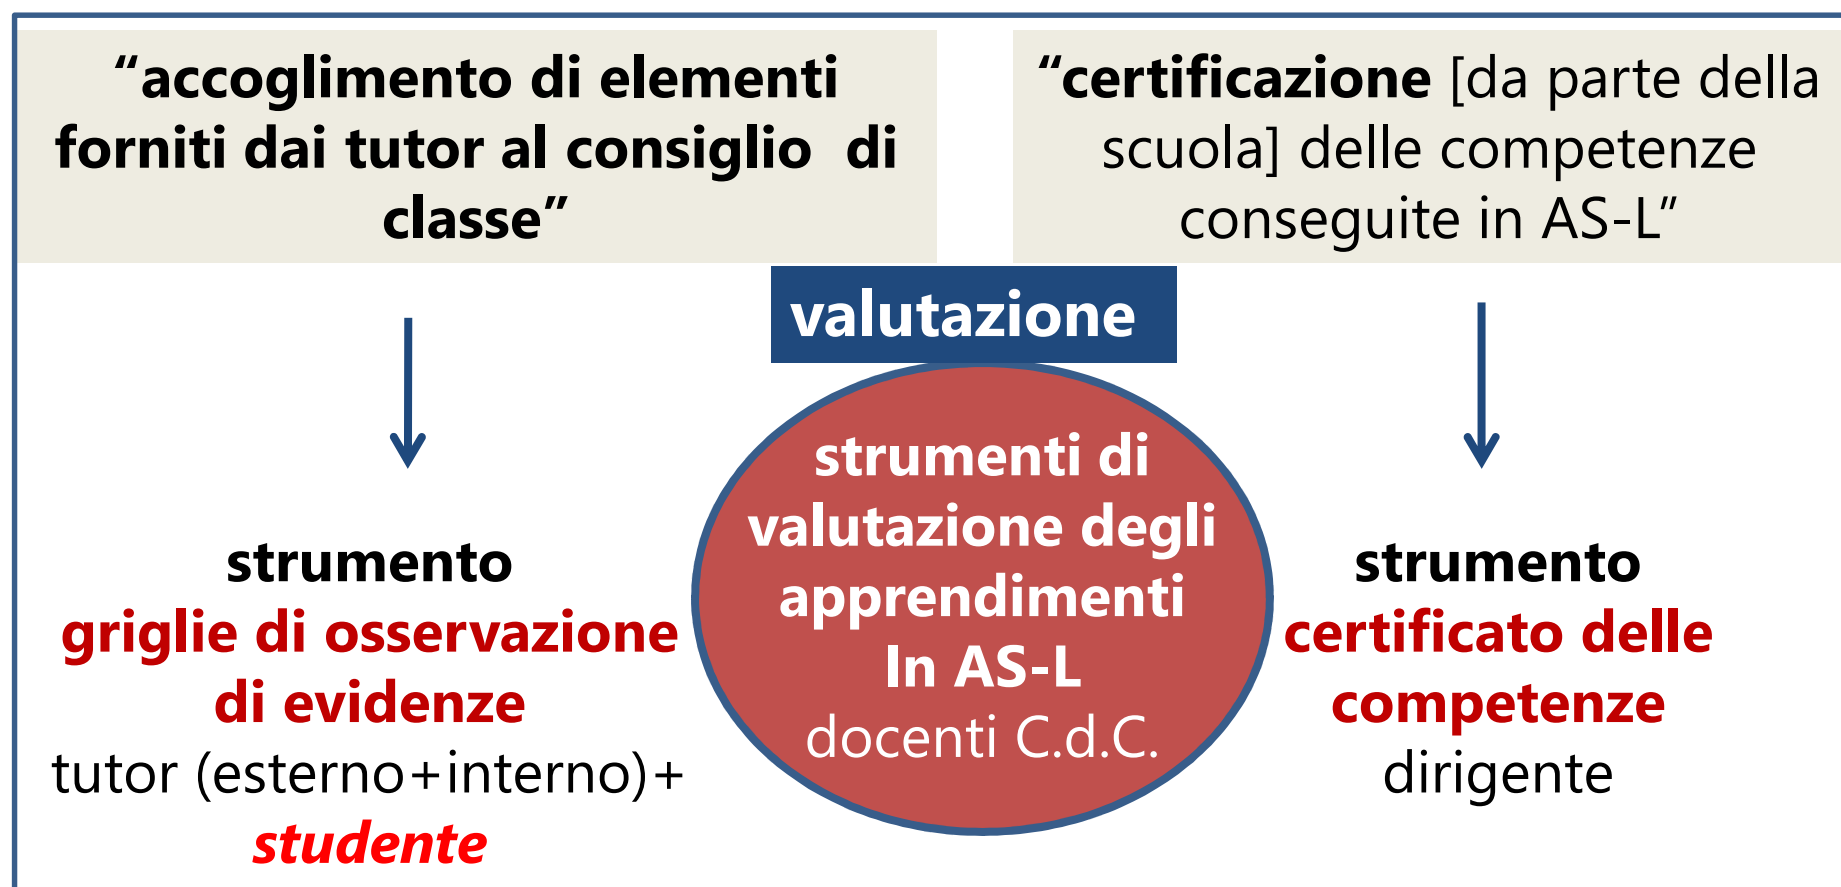 “accoglimento di elementi
forniti dai tutor al consiglio  di
classe”
“certificazione [da parte della
scuola] delle competenze
conseguite in AS-L”
valutazione
strumento
griglie di osservazione
di evidenze
tutor (esterno+interno)+
studente
strumenti di
valutazione degli
apprendimenti
In AS-L
docenti C.d.C.
strumento
certificato delle
competenze
dirigente